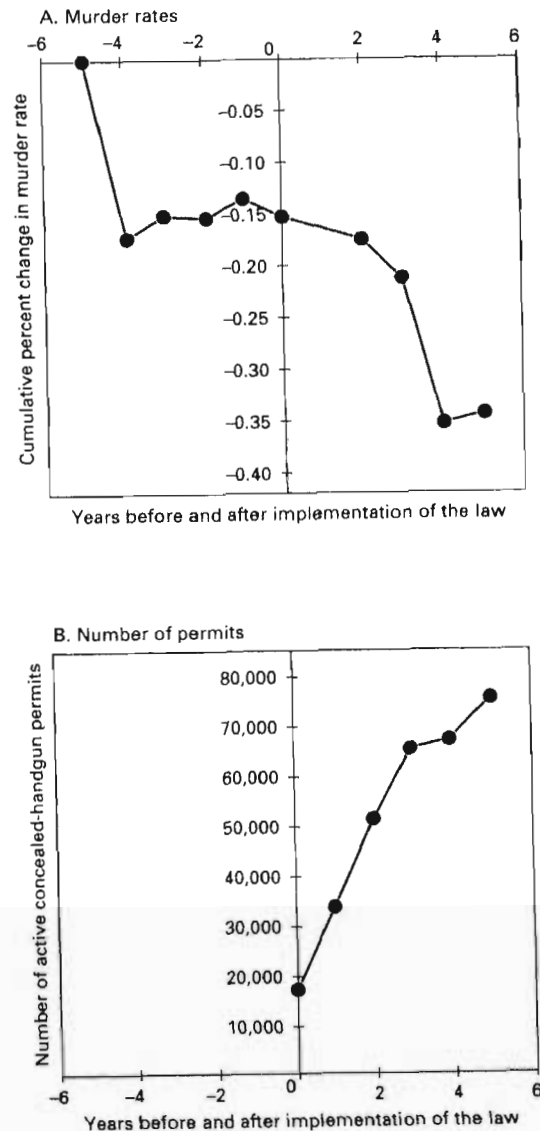 A. Murder rates
-6 -4 -2 0 2 4 6
-0.05
-0.10
-0.15
-0.20
-0.25
-0.30
-0.35
-0.40
Cumulative percent change in murder rate
Years before and after implementation of the law
B. Number of permits
80,000
70,000
60,000
50,000
40,000
30,000
20,000
10,000
Number of active concealed-handgun permits
-6 -4 -2 0 2 4 6
Years before and after implementation of the law